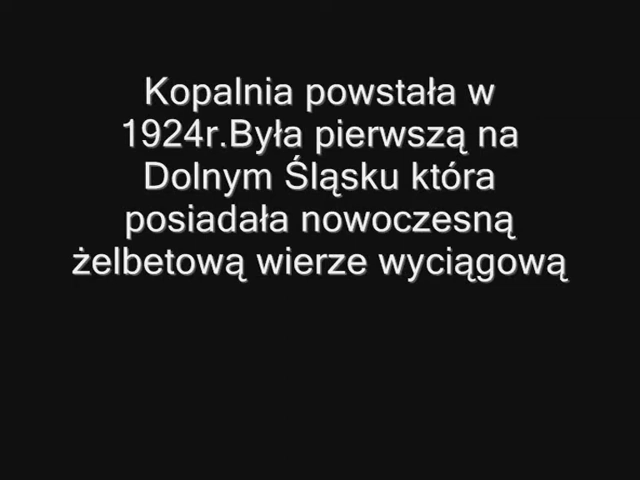 Kopalnia powstała w
1924r.Była pierwszą na
Dolnym Śląsku która
posiadała nowoczesną
żelbetową wierze wyciągową